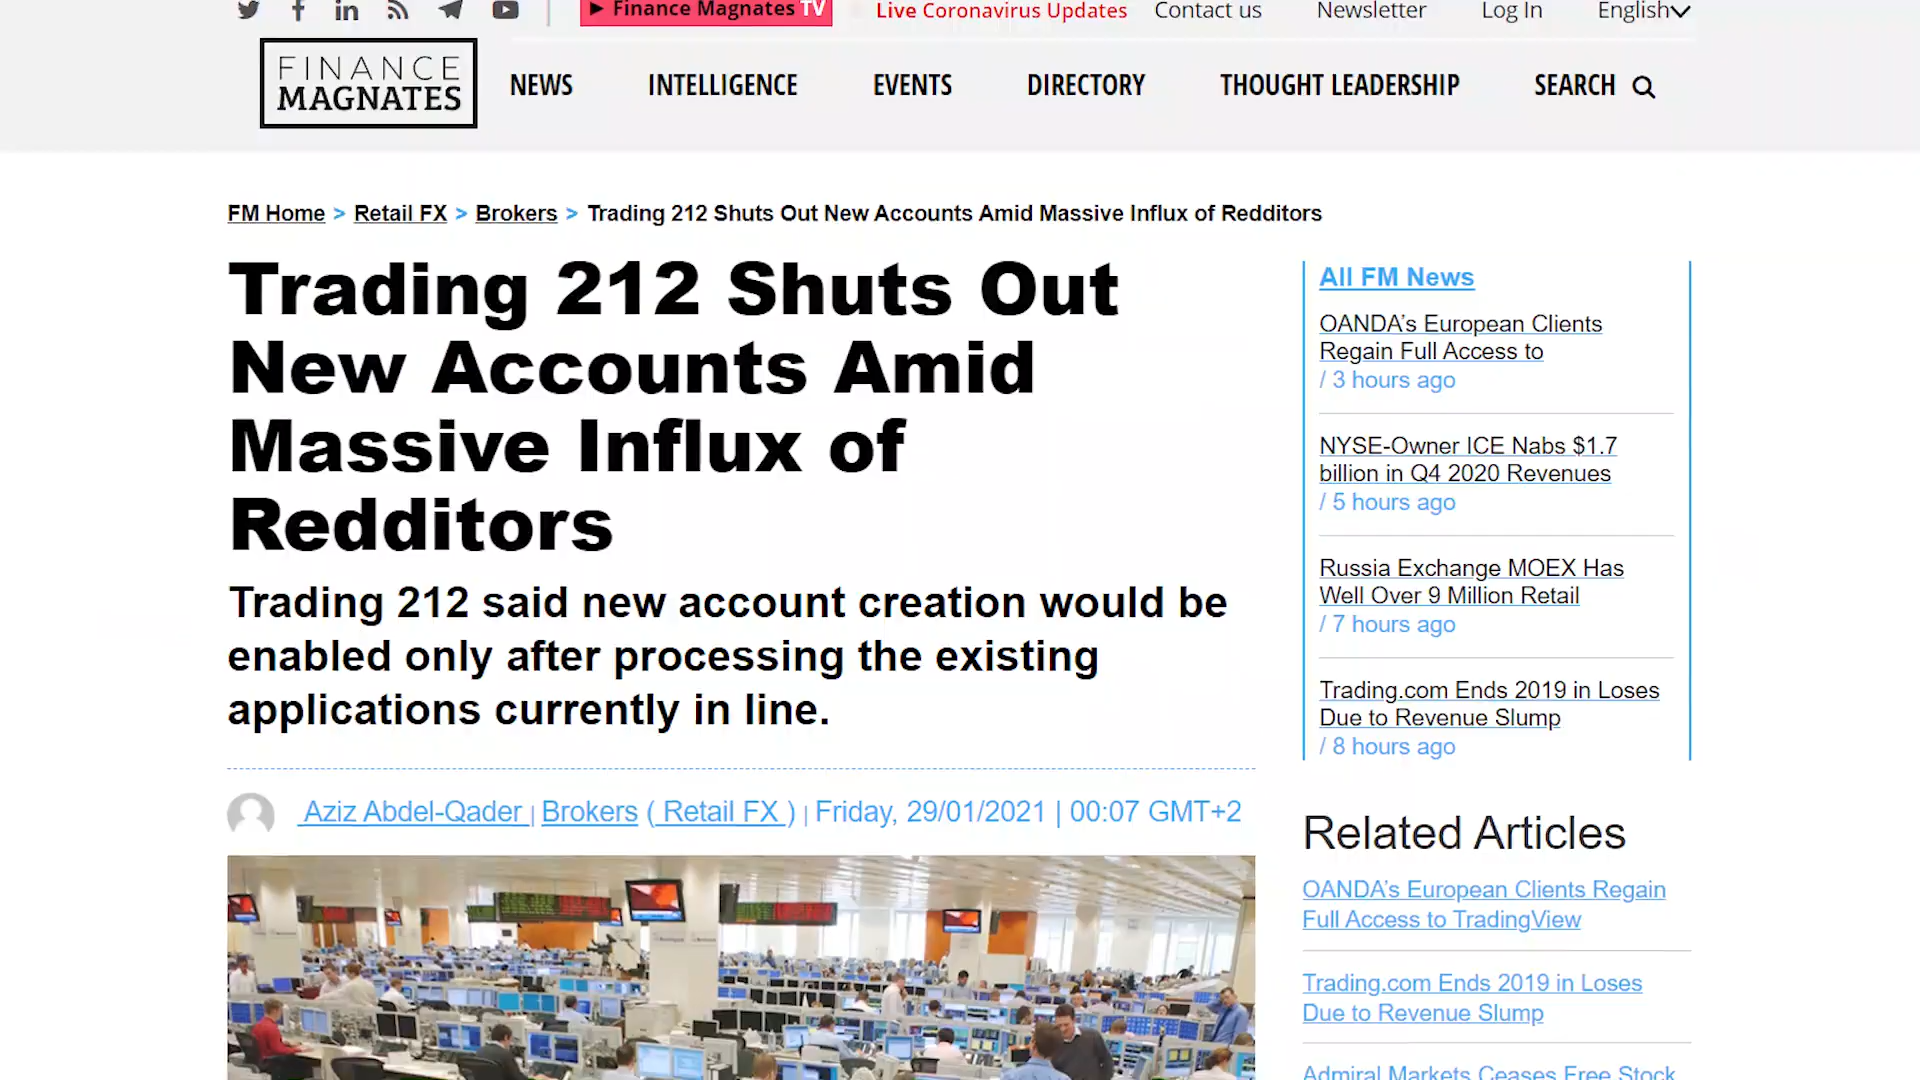 Finance Magnates TV
Live Coronavirus Updates
Contact us
Newsletter
Log In
English
FINANCE
MAGNATES
NEWS
INTELLIGENCE
EVENTS
DIRECTORY
THOUGHT LEADERSHIP
SEARCH
FM Home > Retail FX > Brokers > Trading 212 Shuts Out New Accounts Amid Massive Influx of Redditors
Trading 212 Shuts Out
New Accounts Amid
Massive Influx of
Redditors
Trading 212 said new account creation would be
enabled only after processing the existing
applications currently in line.
Aziz Abdel-Qader | Brokers ( Retail FX ) | Friday, 29/01/2021 | 00:07 GMT+2
All FM News
OANDA’s European Clients
Regain Full Access to
/ 3 hours ago
NYSE-Owner ICE Nabs $1.7
billion in Q4 2020 Revenues
/ 5 hours ago
Russia Exchange MOEX Has
Well Over 9 Million Retail
/ 7 hours ago
Trading.com Ends 2019 in Loses
Due to Revenue Slump
/ 8 hours ago
Related Articles
OANDA’s European Clients Regain
Full Access to TradingView
Trading.com Ends 2019 in Loses
Due to Revenue Slump
Admiral Markets Ceases Free Stock